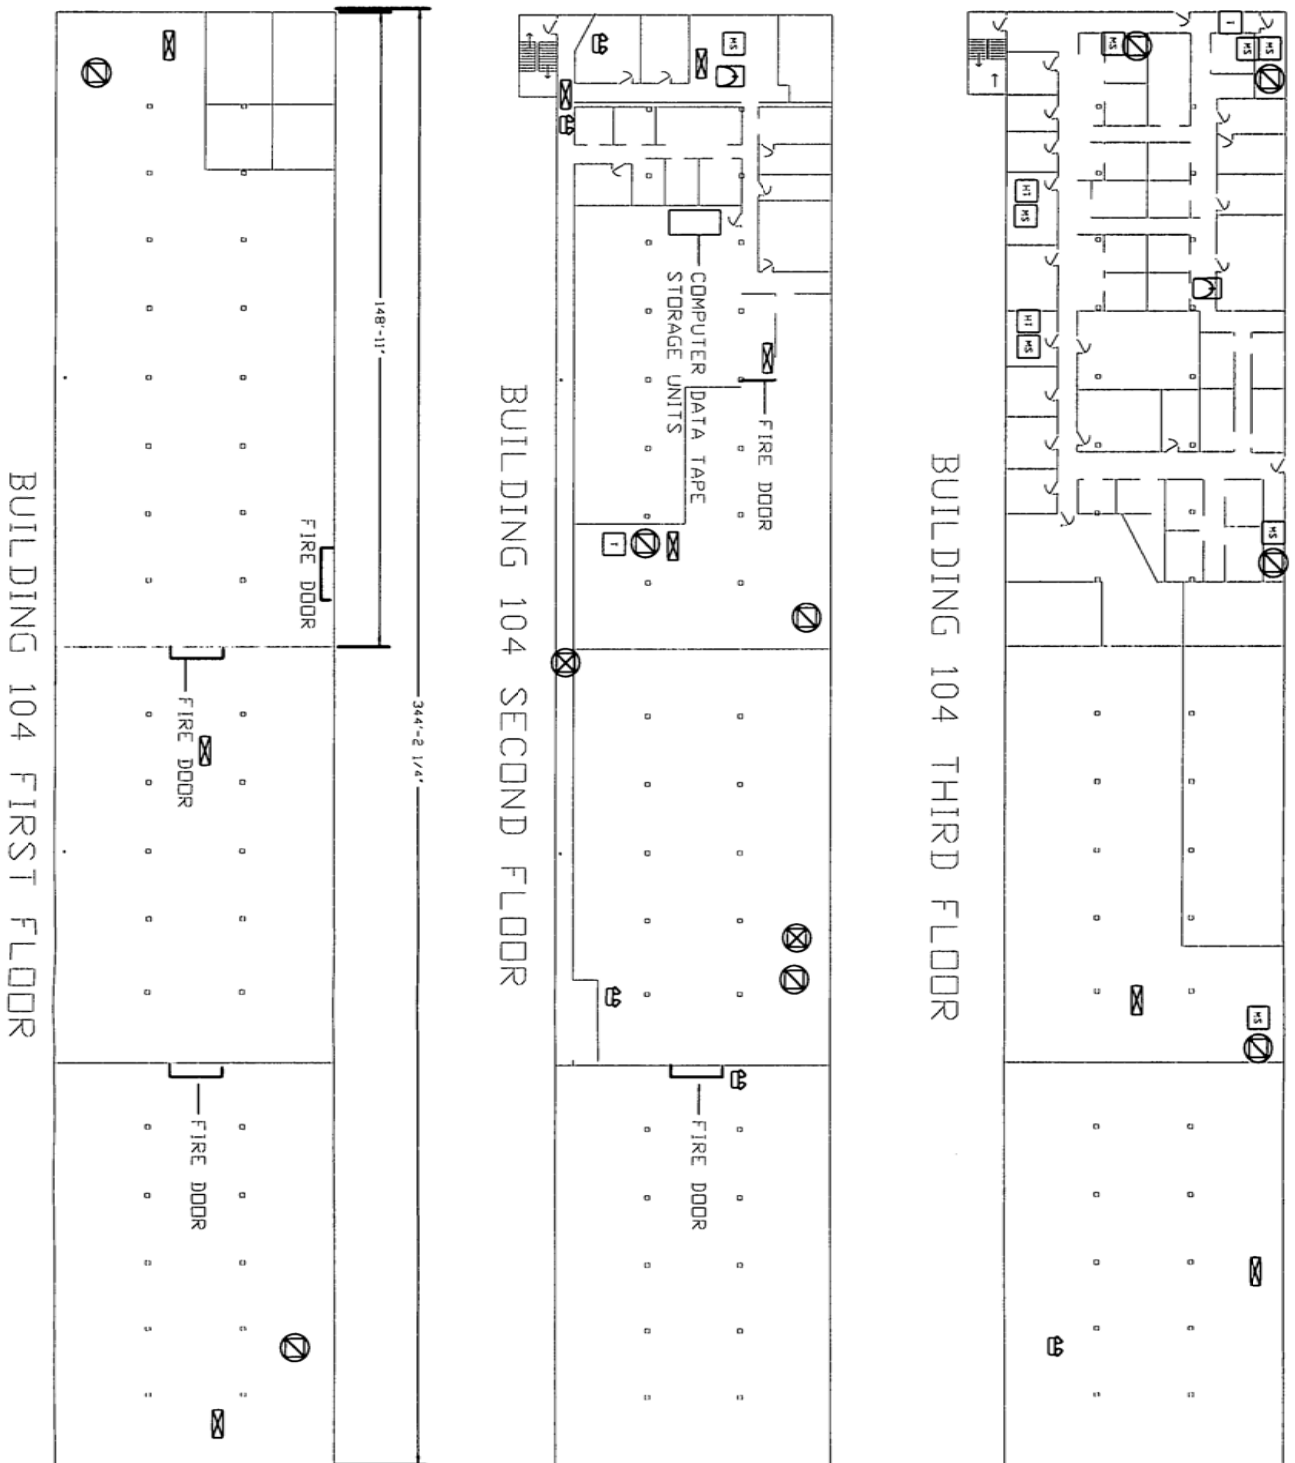 BUILDING 104 THIRD FLOOR
T
MS
MS
MS
HT
MS
HT
MS
MS
MS
BUILDING 104 SECOND FLOOR
MS
COMPUTER DATA TAPE
STORAGE UNITS
FIRE DOOR
T
FIRE DOOR
344'-2 1/4"
148'-11"
FIRE DOOR
FIRE DOOR
FIRE DOOR
BUILDING 104 FIRST FLOOR